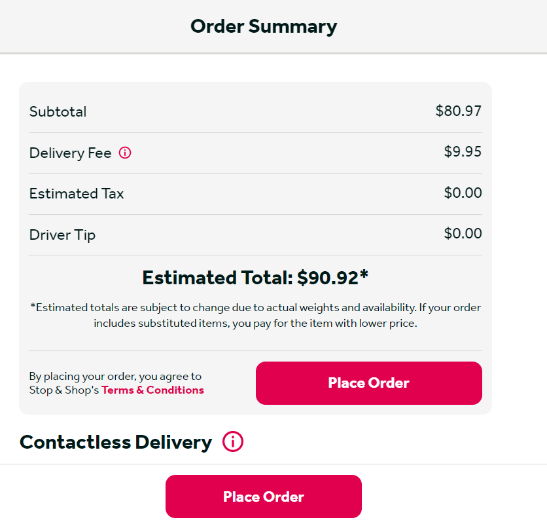 Order Summary
Subtotal $80.97
Delivery Fee $9.95
Estimated Tax $0.00
Driver Tip $0.00
Estimated Total: $90.92*
*Estimated totals are subject to change due to actual weights and availability. If your order
includes substituted items, you pay for the item with lower price.
By placing your order, you agree to
Stop & Shop's Terms & Conditions
Place Order
Contactless Delivery
Place Order